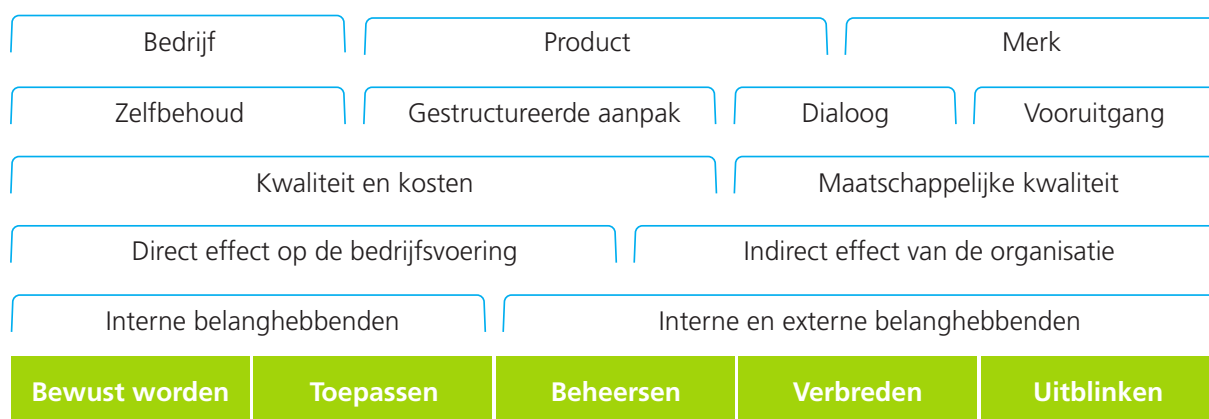 Bedrijf Product Merk
Zelfbehoud Gestructureerde aanpak Dialoog Vooruitgang
Kwaliteit en kosten Maatschappelijke kwaliteit
Direct effect op de bedrijfsvoering Indirect effect van de organisatie
Interne belanghebbenden Interne en externe belanghebbenden
Bewust worden Toepassen Beheersen Verbreden Uitblinken